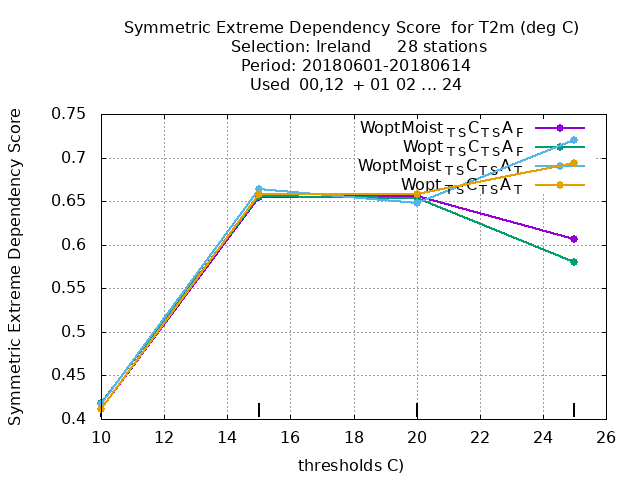 Symmetric Extreme Dependency Score for T2m (deg C)
Selection: Ireland 28 stations
Period: 20180601-20180614
Used 00,12 + 01 02 ... 24
Symmetric Extreme Dependency Score
0.75
0.7
0.65
0.6
0.55
0.5
0.45
0.4
WoptMoist TS C TS A F
Wopt TS C TS A F
WoptMoist TS C TS A T
Wopt TS C TS A T
10 12 14 16 18 20 22 24 26
thresholds C)